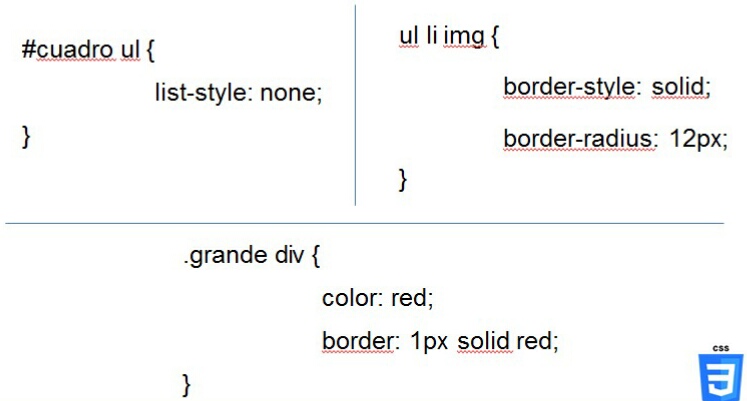 #cuadro ul {
list-style: none;
}
ul li img {
border-style: solid;
border-radius: 12px;
}
.grande div {
color: red;
border: 1px solid red;
}
CSS
3